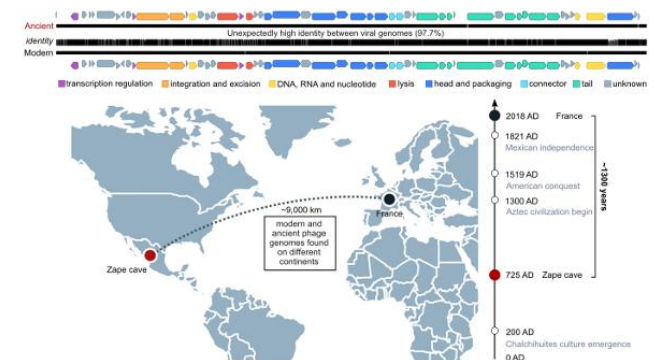 Ancient
Unexpectedly high identity between viral genomes (97.7%)
identity
Modern
transcription regulation integration and excision DNA, RNA and nucleotide lysis head and packaging connector tail unknown
2018 AD France
1821 AD
Mexican independence
1519 AD
American conquest
1300 AD
Aztec civilization begin
~1300 years
725 AD Zape cave
200 AD
Chalchihuites culture emergence
0 AD
~9,000 km
France
modern and
ancient phage
genomes found
on different
continents
Zape cave